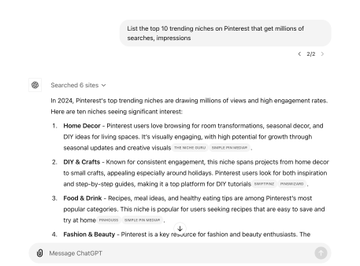 List the top 10 trending niches on Pinterest that get millions of
searches, impressions
2/2
Searched 6 sites
In 2024, Pinterest's top trending niches are drawing millions of views and high engagement rates.
Here are ten niches seeing significant interest:
1. Home Decor - Pinterest users love browsing for room transformations, seasonal decor, and
DIY ideas for living spaces. It's visually engaging, with high potential for growth through
seasonal updates and creative visuals THE NICHE GURU SIMPLE PIN MEDIA® .
2. DIY & Crafts - Known for consistent engagement, this niche spans projects from home decor
to small crafts, appealing especially around holidays. Pinterest users look for both inspiration
and step-by-step guides, making it a top platform for DIY tutorials
3. Food & Drink - Recipes, meal ideas, and healthy eating tips are among Pinterest's most
popular categories. This niche is popular for users seeking recipes that are easy to save and
try at home SIMPLE PIN MEDIA® .
4. Fashion & Beauty - Pinterest is a key resource for fashion and beauty enthusiasts. The
Message ChatGPT